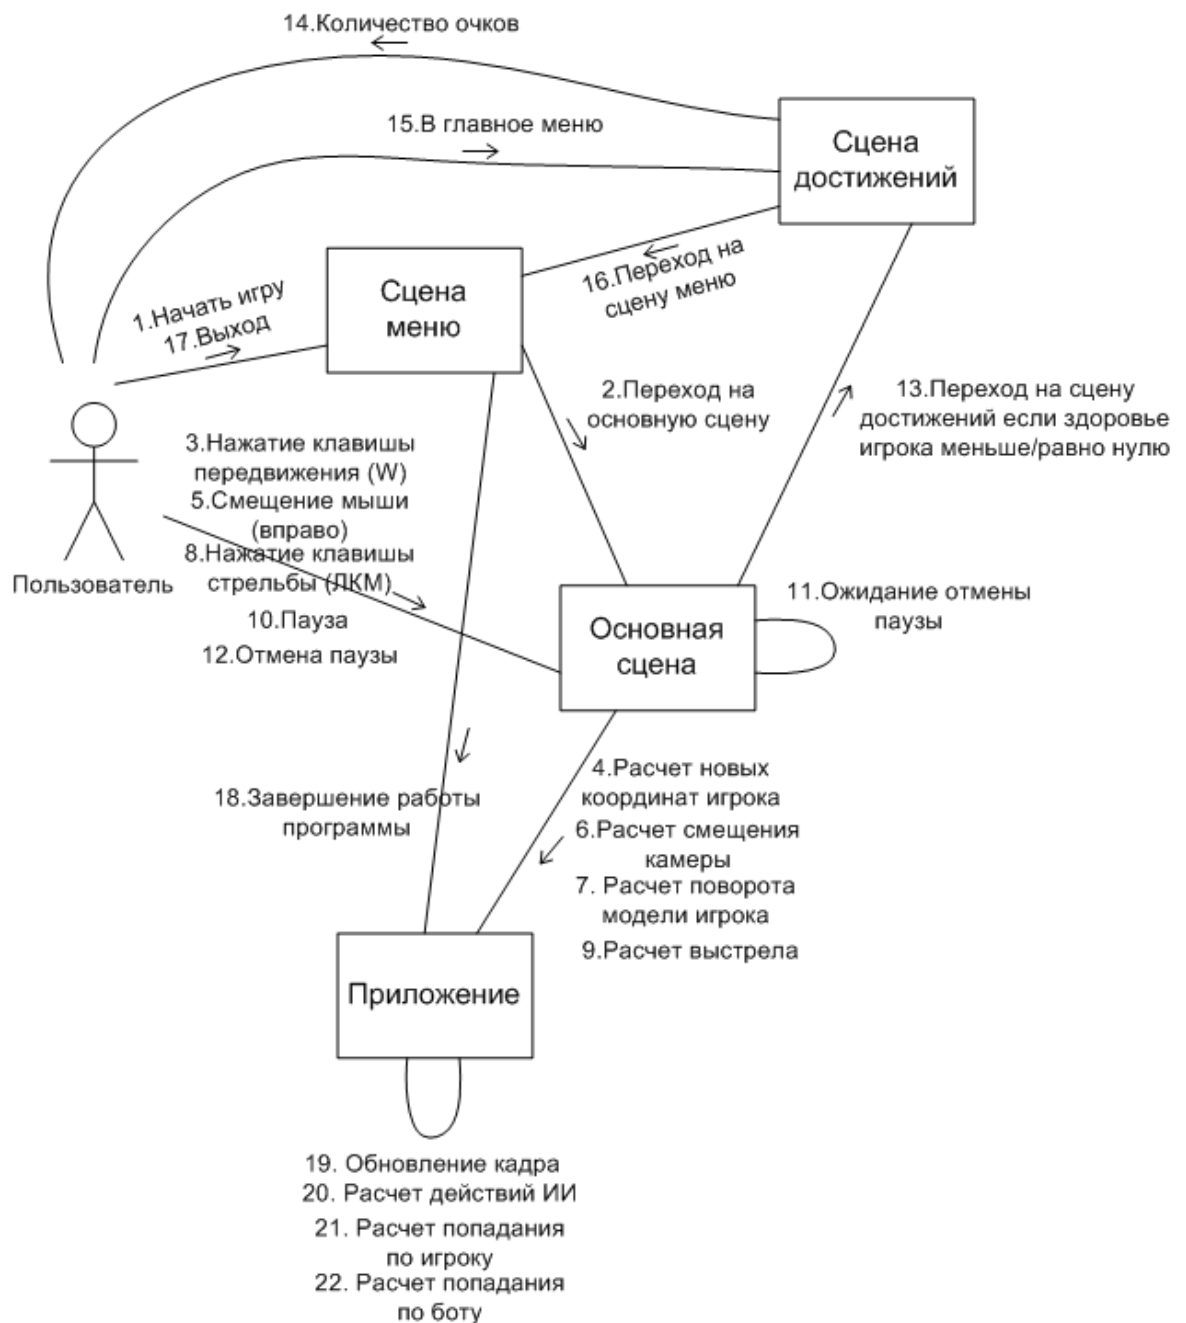 14.Количество очков
15.В главное меню
Сцена
достижений
16.Переход на
сцену меню
Сцена
меню
1.Начать игру
17.Выход
2.Переход на
основную сцену
13.Переход на сцену
достижений если здоровье
игрока меньше/равно нулю
3.Нажатие клавиши
передвижения (W)
5.Смещение мыши
(вправо)
8.Нажатие клавиши
стрельбы (ЛКМ)
10.Пауза
12.Отмена паузы
Пользователь
Основная
сцена
11.Ожидание отмены
паузы
18.Завершение работы
программы
4.Расчет новых
координат игрока
6.Расчет смещения
камеры
7. Расчет поворота
модели игрока
9.Расчет выстрела
Приложение
19. Обновление кадра
20. Расчет действий ИИ
21. Расчет попадания
по игроку
22. Расчет попадания
по боту